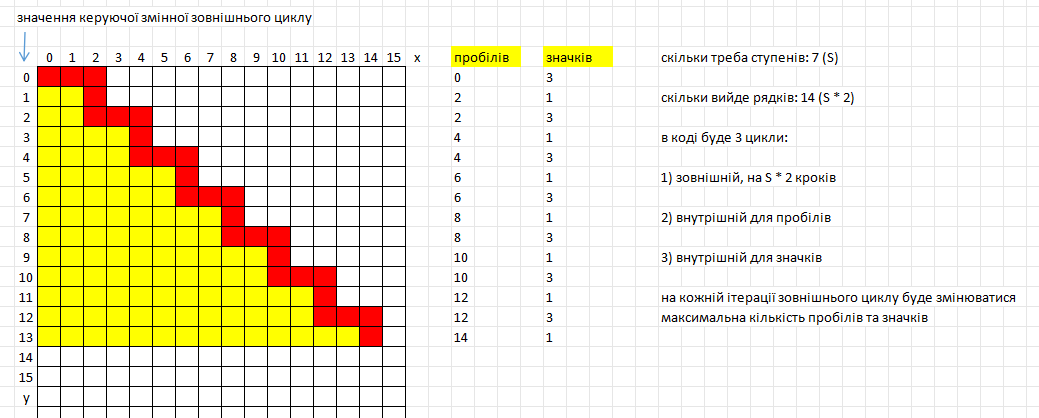 значення керуючої змінної зовнішнього циклу
0 1 2 3 4 5 6 7 8 9 10 11 12 13 14 15 x пробілів значків скільки треба ступенів: 7 (S)
0 0 3
1 2 1 скільки вийде рядків: 14 (S * 2)
2 2 3
3 4 1 в коді буде 3 цикли:
4 4 3
5 6 1 1) зовнішній, на S * 2 кроків
6 6 3
7 8 1 2) внутрішній для пробілів
8 8 3
9 10 1 3) внутрішній для значків
10 10 3
11 12 1 на кожній ітерації зовнішнього циклу буде змінюватися
12 12 3 максимальна кількість пробілів та значків
13 14 1
14
15
y